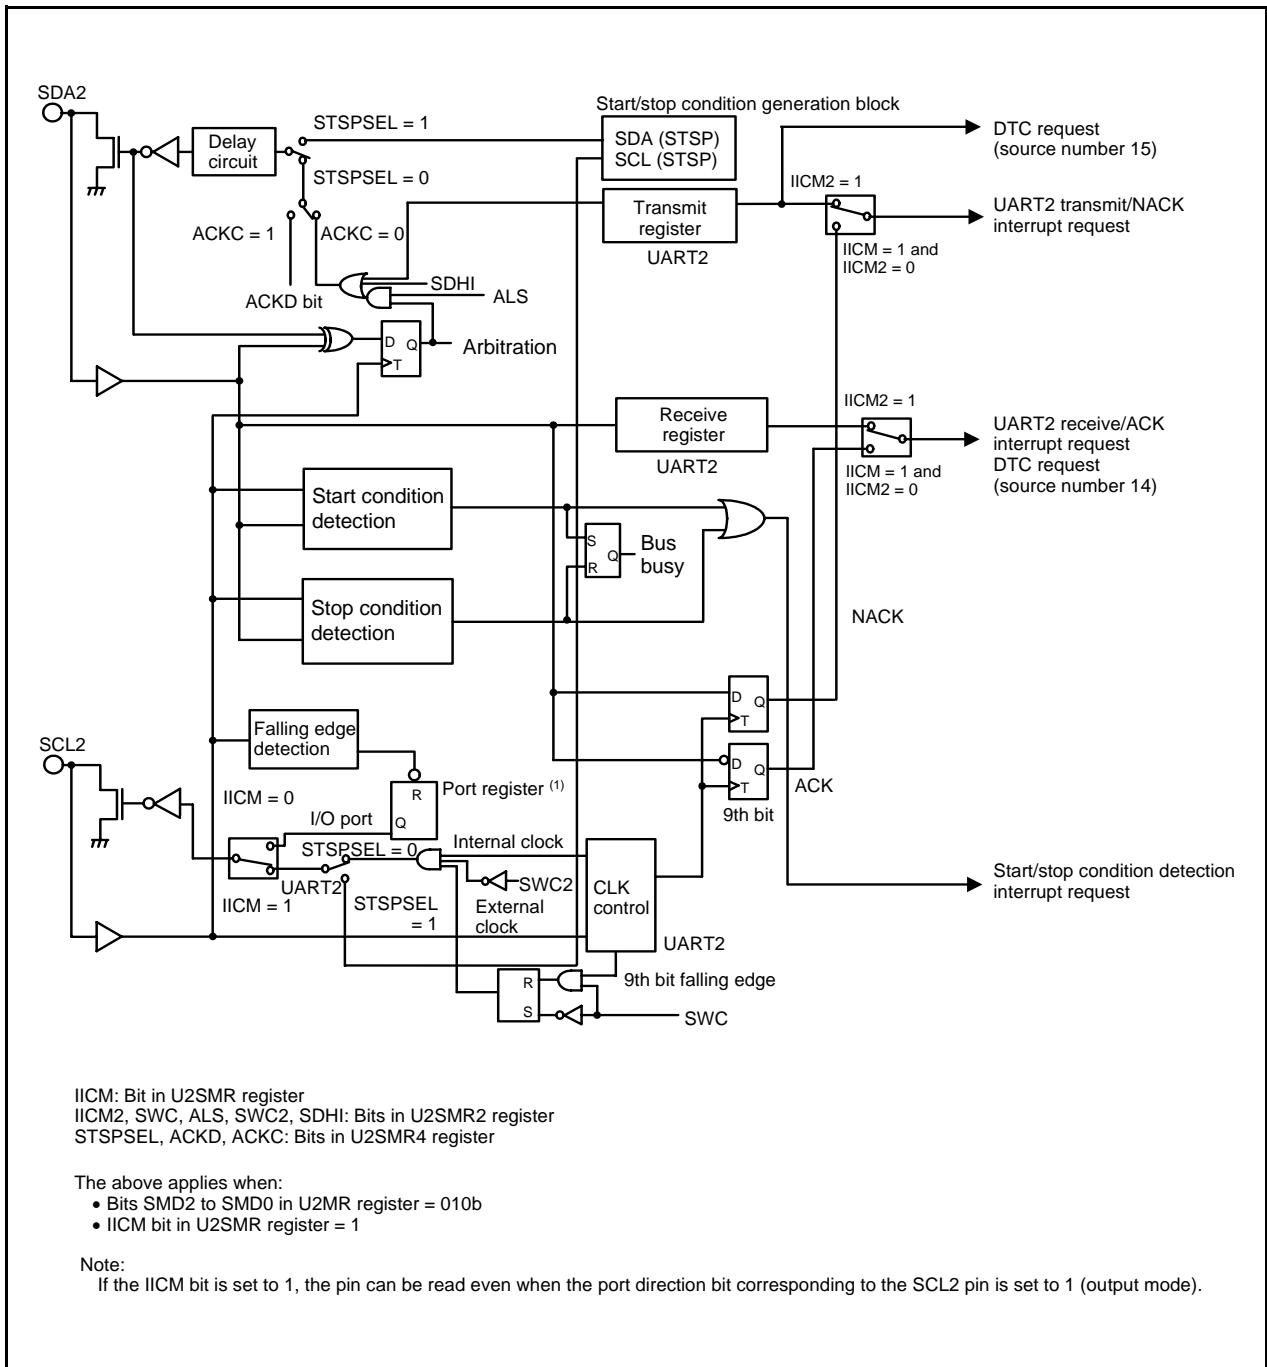 SDA2
STSPSEL = 1
Delay
circuit
STSPSEL = 0
ACKC = 1
ACKC = 0
ACKD bit
Start/stop condition generation block
SDA (STSP)
SCL (STSP)
Transmit
register
UART2
SDHI
ALS
D
Q
T
Arbitration
DTC request
(source number 15)
IICM2 = 1
UART2 transmit/NACK
interrupt request
IICM = 1 and
IICM2 = 0
Receive
register
UART2
IICM2 = 1
UART2 receive/ACK
interrupt request
DTC request
(source number 14)
IICM = 1 and
IICM2 = 0
Start condition
detection
S
Q
R
Bus
busy
Stop condition
detection
NACK
D
Q
T
D
Q
T
ACK
9th bit
Falling edge
detection
SCL2
R
Q
Port register (1)
IICM = 0
I/O port
STSPSEL = 0
Internal clock
UART2
SWC2
IICM = 1
STSPSEL
= 1
External
clock
CLK
control
UART2
Start/stop condition detection
interrupt request
R
S
9th bit falling edge
SWC
IICM: Bit in U2SMR register
IICM2, SWC, ALS, SWC2, SDHI: Bits in U2SMR2 register
STSPSEL, ACKD, ACKC: Bits in U2SMR4 register
The above applies when:
• Bits SMD2 to SMD0 in U2MR register = 010b
• IICM bit in U2SMR register = 1
Note:
If the IICM bit is set to 1, the pin can be read even when the port direction bit corresponding to the SCL2 pin is set to 1 (output mode).